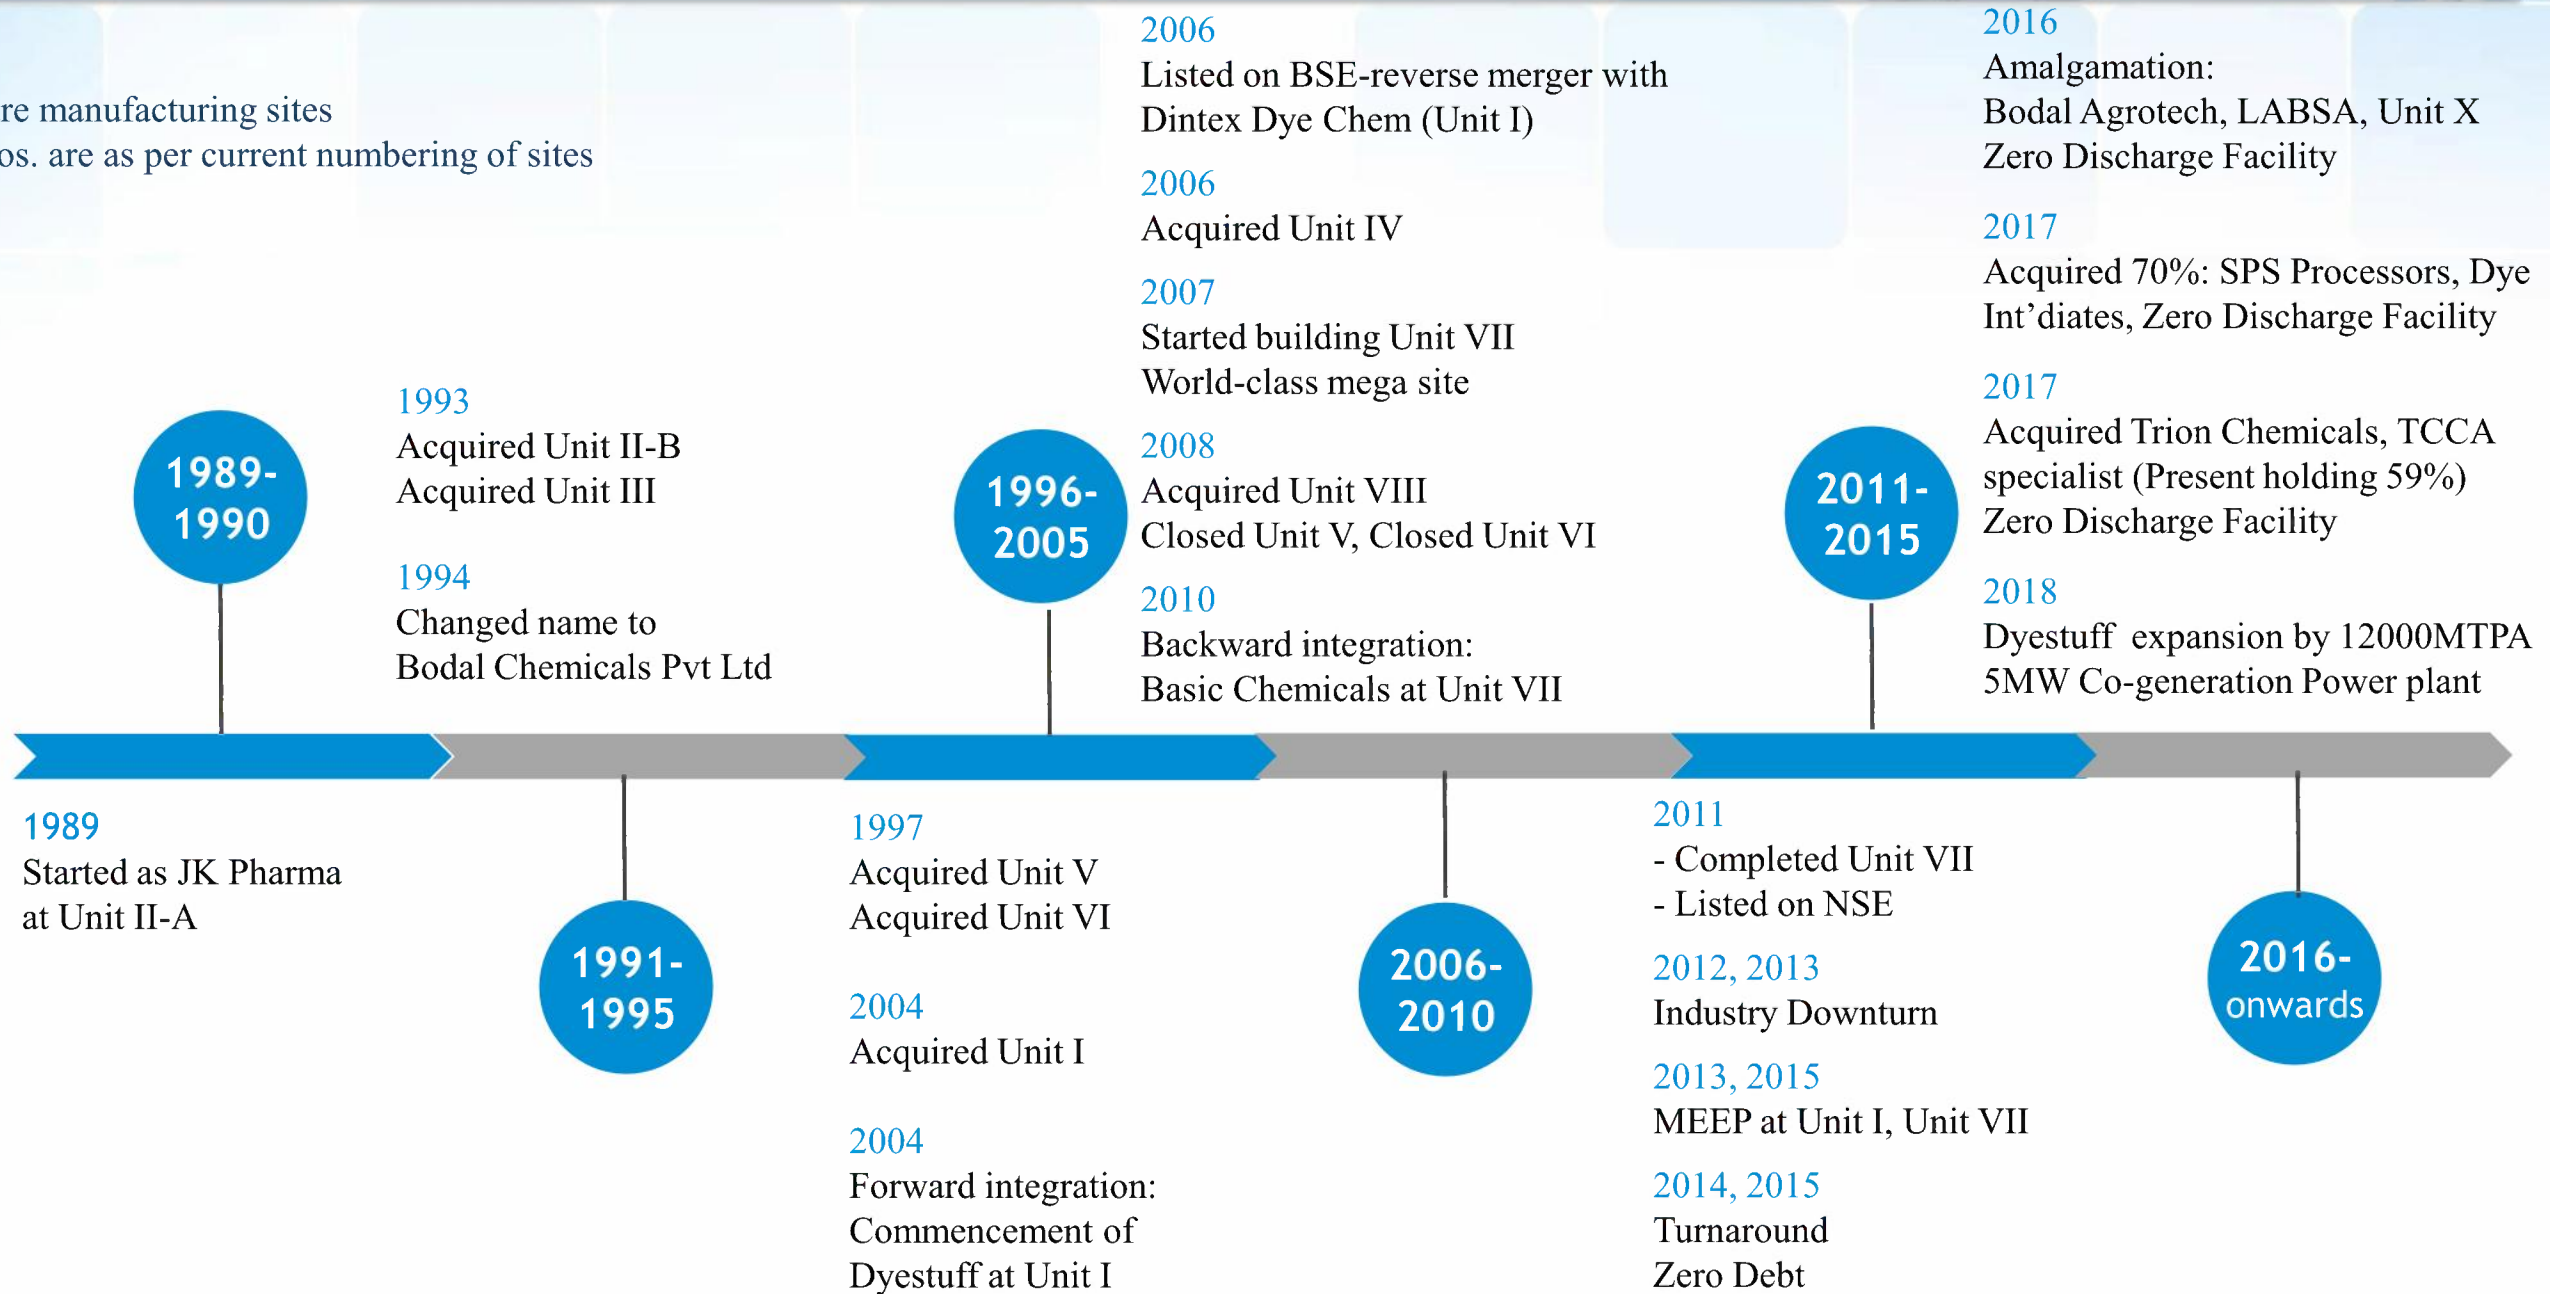 re manufacturing sites
os. are as per current numbering of sites
1989-
1990
1989
Started as JK Pharma
at Unit II-A
1993
Acquired Unit II-B
Acquired Unit III
1994
Changed name to
Bodal Chemicals Pvt Ltd
1991-
1995
1996-
2005
1997
Acquired Unit V
Acquired Unit VI
2004
Acquired Unit I
2004
Forward integration:
Commencement of
Dyestuff at Unit I
2006
Listed on BSE-reverse merger with
Dintex Dye Chem (Unit I)
2006
Acquired Unit IV
2007
Started building Unit VII
World-class mega site
2008
Acquired Unit VIII
Closed Unit V, Closed Unit VI
2010
Backward integration:
Basic Chemicals at Unit VII
2006-
2010
2011-
2015
2011
- Completed Unit VII
- Listed on NSE
2012, 2013
Industry Downturn
2013, 2015
MEEP at Unit I, Unit VII
2014, 2015
Turnaround
Zero Debt
2016
Amalgamation:
Bodal Agrotech, LABSA, Unit X
Zero Discharge Facility
2017
Acquired 70%: SPS Processors, Dye
Int’diates, Zero Discharge Facility
2017
Acquired Trion Chemicals, TCCA
specialist (Present holding 59%)
Zero Discharge Facility
2018
Dyestuff expansion by 12000MTPA
5MW Co-generation Power plant
2016-
onwards